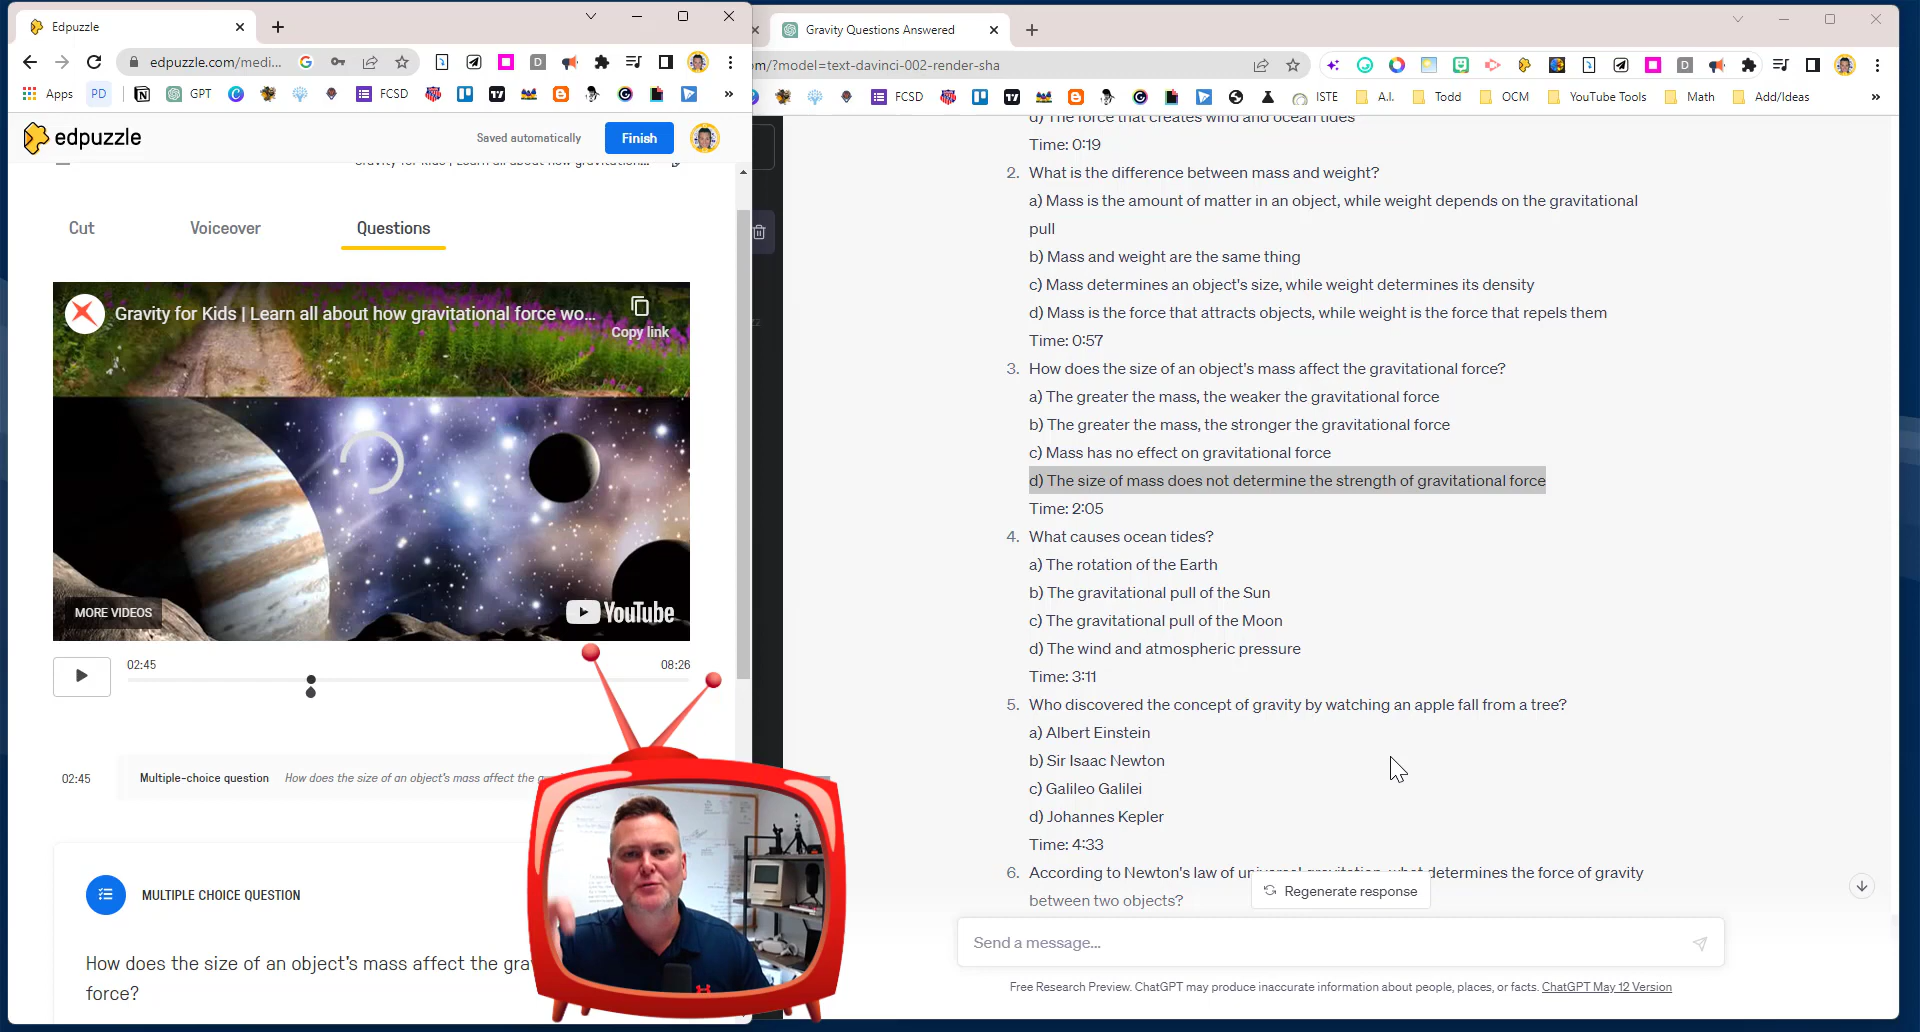 Edpuzzle
edpuzzle.com/medi...
Apps
PD
GPT
FCSD
»
edpuzzle
Saved automatically
Finish
Cut
Voiceover
Questions
Gravity for Kids | Learn all about how gravitational force wo...
Copy link
MORE VIDEOS
YouTube
02:45
08:26
02:45
Multiple-choice question
How does the size of an object's mass affect the
MULTIPLE CHOICE QUESTION
How does the size of an object's mass affect the gra
force?
Gravity Questions Answered
om/?model=text-davinci-002-render-sha
FCSD
ISTE
A.I.
Todd
OCM
YouTube Tools
Math
Add/Ideas
»
d) The force that creates wind and ocean tides
Time: 0:19
2. What is the difference between mass and weight?
a) Mass is the amount of matter in an object, while weight depends on the gravitational
pull
b) Mass and weight are the same thing
c) Mass determines an object's size, while weight determines its density
d) Mass is the force that attracts objects, while weight is the force that repels them
Time: 0:57
3. How does the size of an object's mass affect the gravitational force?
a) The greater the mass, the weaker the gravitational force
b) The greater the mass, the stronger the gravitational force
c) Mass has no effect on gravitational force
d) The size of mass does not determine the strength of gravitational force
Time: 2:05
4. What causes ocean tides?
a) The rotation of the Earth
b) The gravitational pull of the Sun
c) The gravitational pull of the Moon
d) The wind and atmospheric pressure
Time: 3:11
5. Who discovered the concept of gravity by watching an apple fall from a tree?
a) Albert Einstein
b) Sir Isaac Newton
c) Galileo Galilei
d) Johannes Kepler
Time: 4:33
6. According to Newton's law of universal gravitation, what determines the force of gravity
between two objects?
Regenerate response
Send a message...
Free Research Preview. ChatGPT may produce inaccurate information about people, places, or facts. ChatGPT May 12 Version